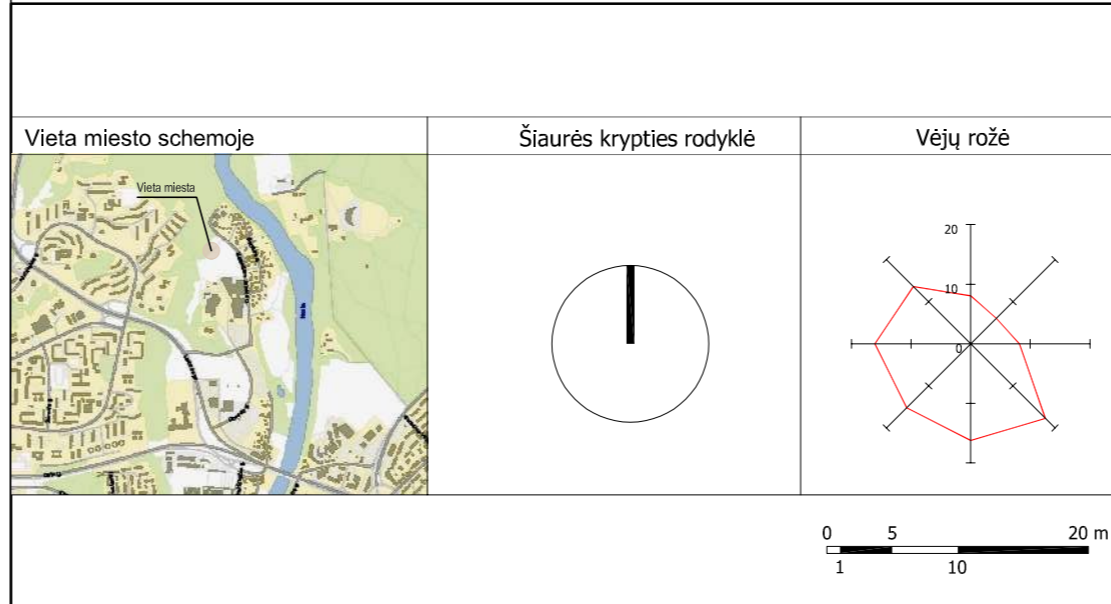 Vieta miesto schemoje
Šiaurės krypties rodyklė
Vėjų rožė
Vieta miesta
20
10
0
0 5 20 m
1 10